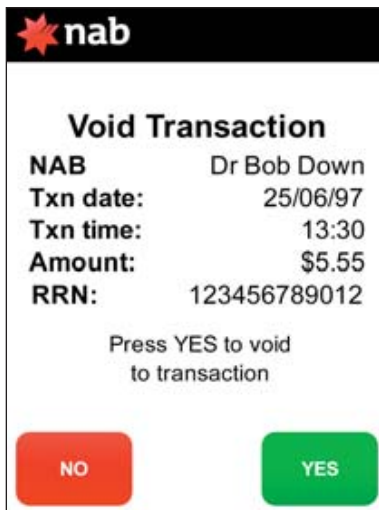 nab
Void Transaction
NAB Dr Bob Down
Txn date: 25/06/97
Txn time: 13:30
Amount: $5.55
RRN: 123456789012
Press YES to void
to transaction
NO YES